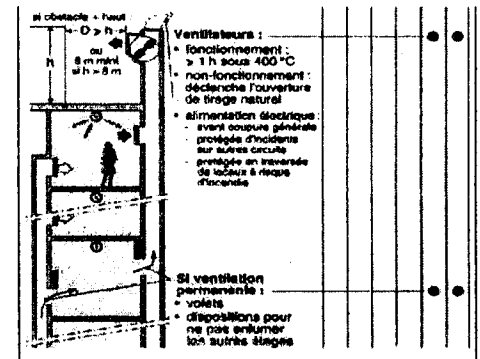 si obstacle + haut
D ≥ h
ou
8 m mini
si h > 8 m
h
Ventilateurs :
• fonctionnement :
≥ 1 h sous 400 °C
• non-fonctionnement :
déclenche l'ouverture
de tirage naturel
• alimentation électrique :
- avant coupure générale
- protégée d'incidents
sur autres circuits
- protégée en traversée
de locaux à risque
d'incendie
Si ventilation
permanente :
• volets
• dispositions pour
ne pas enfumer
les autres étages